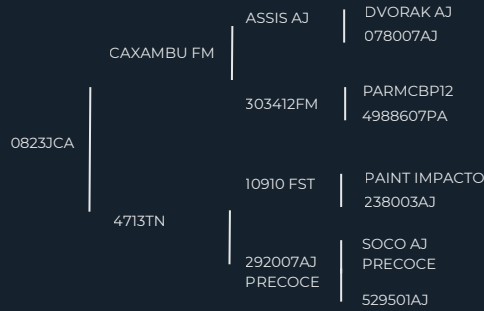 ASSIS AJ
DVORAK AJ
078007AJ
CAXAMBU FM
303412FM
PARMCBP12
4988607PA
0823JCA
10910 FST
PAINT IMPACTO
238003AJ
4713TN
292007AJ
PRECOCE
SOCO AJ
PRECOCE
529501AJ